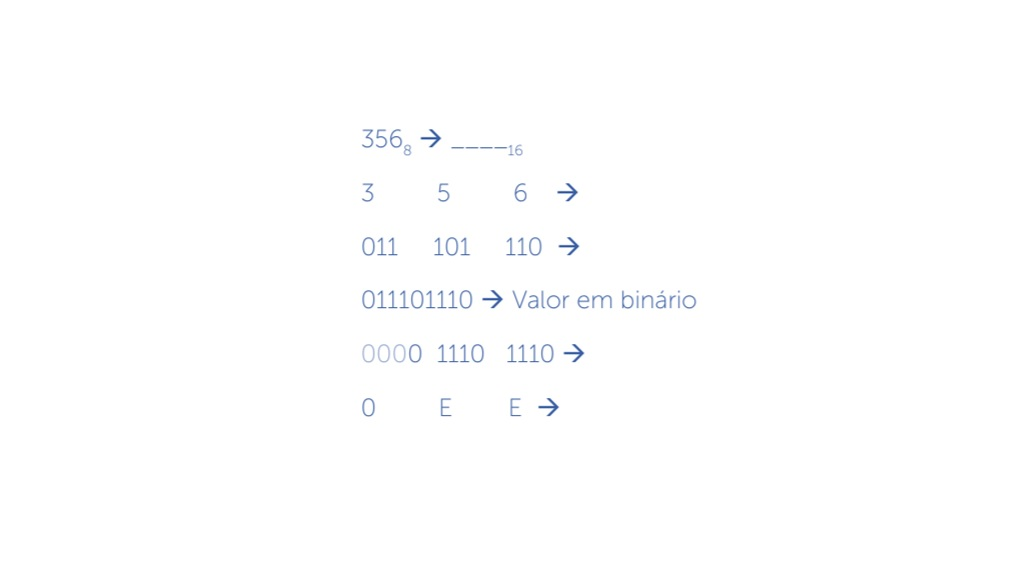 356₈ → ____₁₆
3 5 6 →
011 101 110 →
011101110 → Valor em binário
0000 1110 1110 →
0 E E →